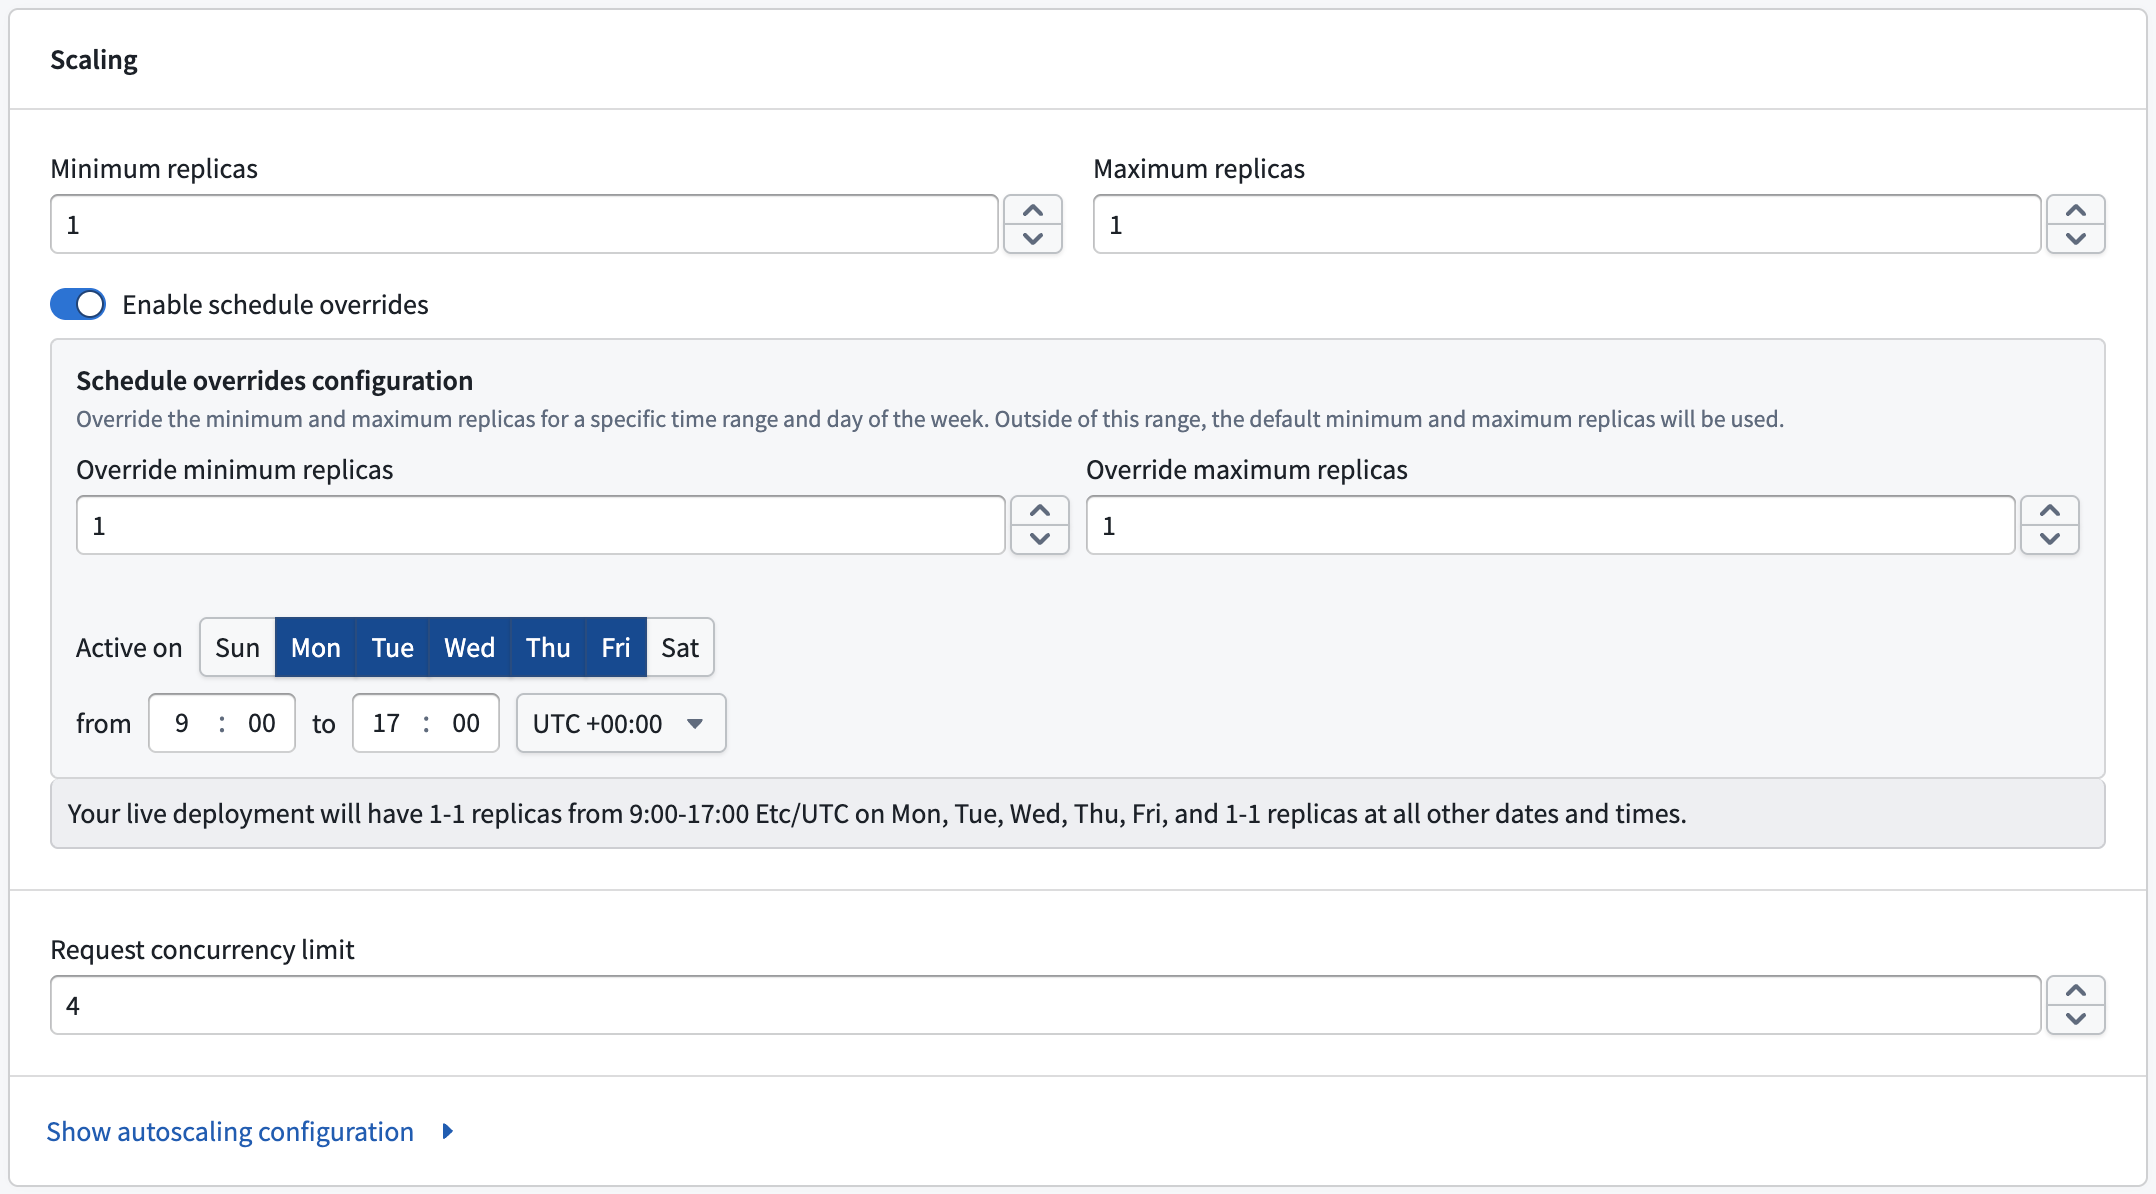 Scaling
Minimum replicas
Maximum replicas
1
1
Enable schedule overrides
Schedule overrides configuration
Override the minimum and maximum replicas for a specific time range and day of the week. Outside of this range, the default minimum and maximum replicas will be used.
Override minimum replicas
Override maximum replicas
1
1
Active on Sun Mon Tue Wed Thu Fri Sat
from 9 : 00 to 17 : 00 UTC +00:00
Your live deployment will have 1-1 replicas from 9:00-17:00 Etc/UTC on Mon, Tue, Wed, Thu, Fri, and 1-1 replicas at all other dates and times.
Request concurrency limit
4
Show autoscaling configuration